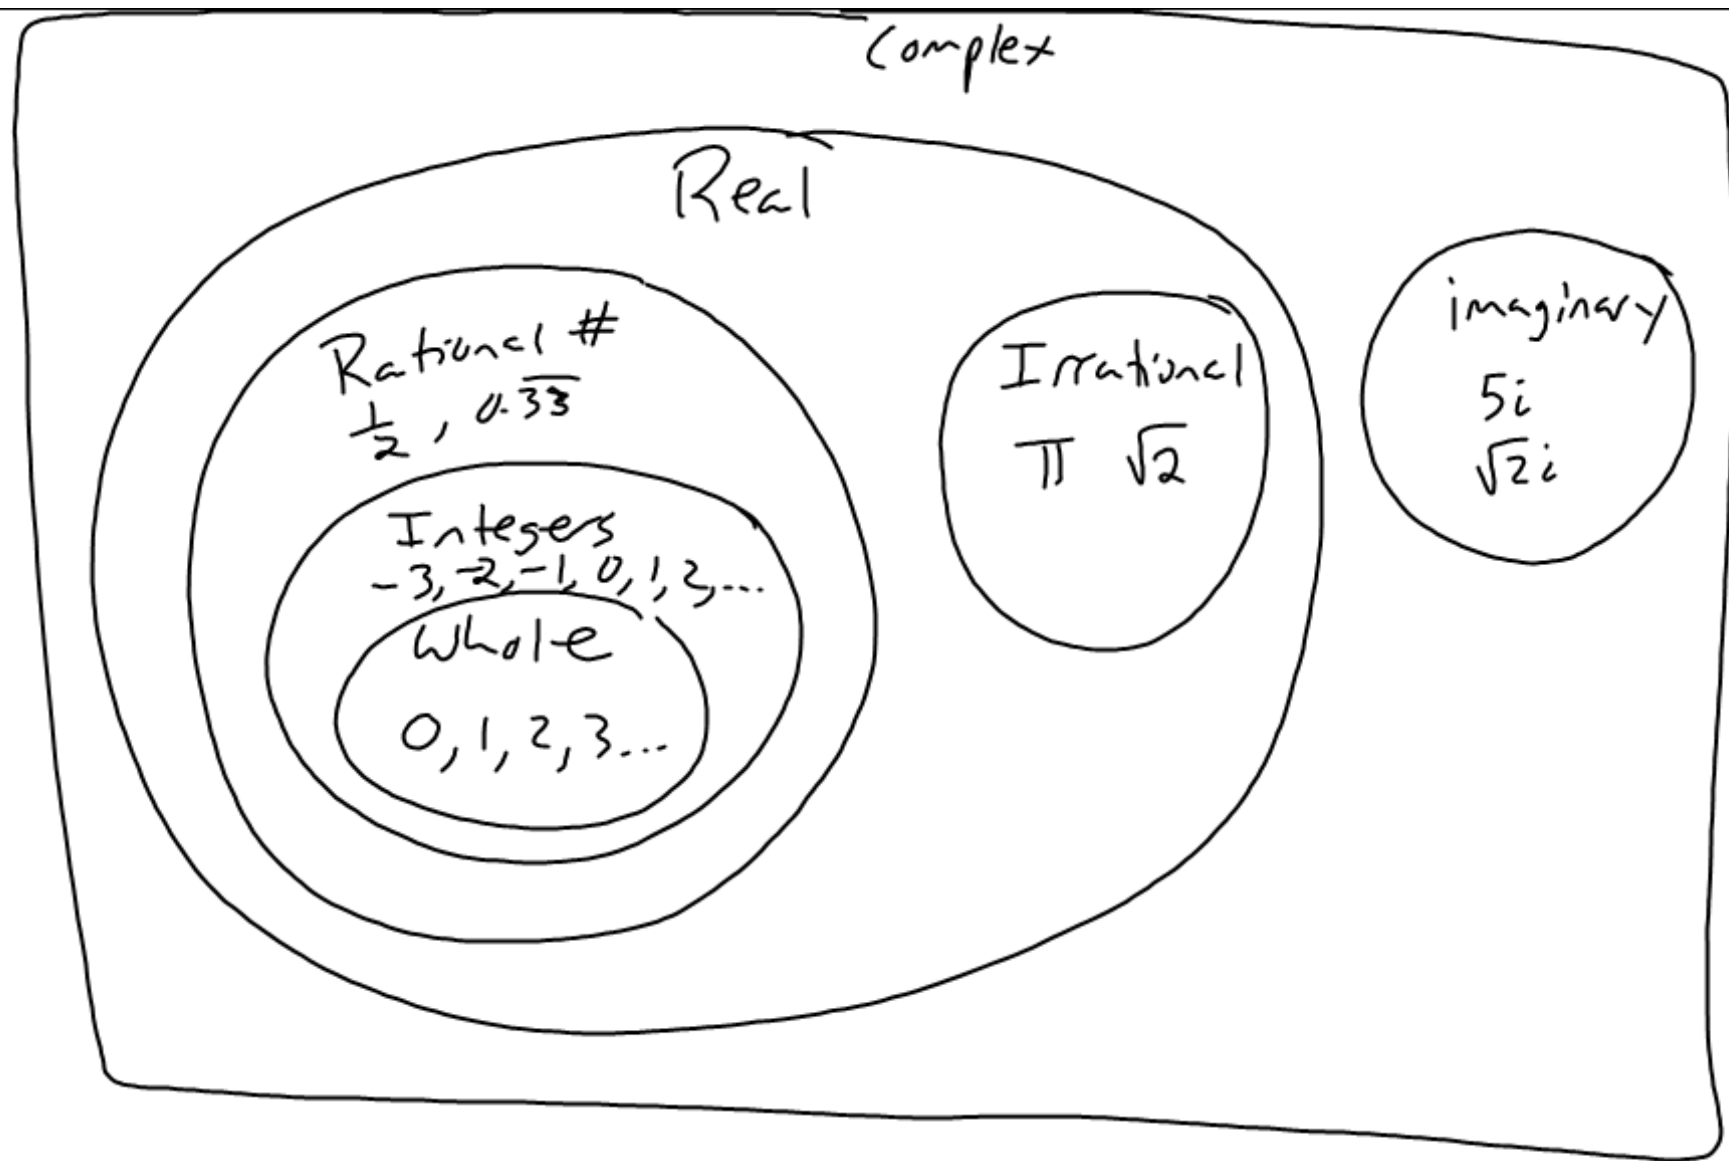 Complex
Real
Rational #
1/2, 0.3̅3̅
Integers
-3, -2, -1, 0, 1, 2, ...
Whole
0, 1, 2, 3...
Irrational
π √2
imaginary
5i
√2i